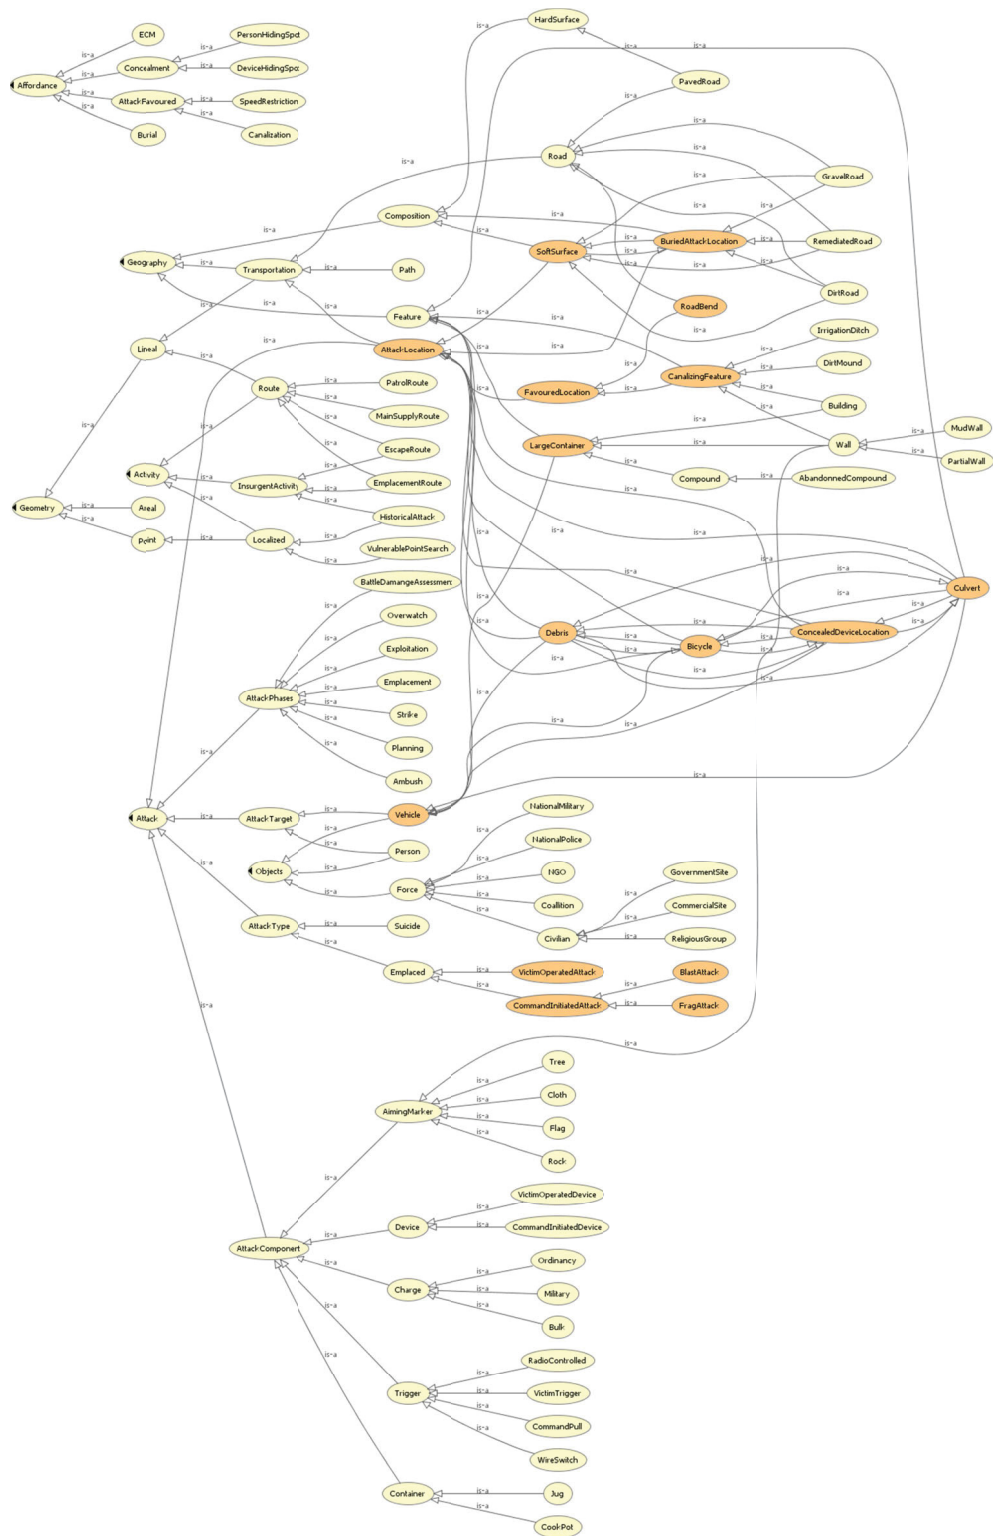 HardSurface
ECM
PersonHidingSpot
Concealment
DeviceHidingSpot
Affordance
PavedRoad
AttackFavoured
SpeedRestriction
Burial
Canalization
Road
GravelRoad
Composition
BuriedAttackLocation
RemediatedRoad
SoftSurface
Geography
Transportation
Path
DirtRoad
RoadBend
Feature
IrrigationDitch
Lineal
AttackLocation
DirtMound
CanalizingFeature
Route
PatrolRoute
FavouredLocation
Building
MainSupplyRoute
MudWall
LargeContainer
Wall
EscapeRoute
PartialWall
Activity
InsurgentActivity
EmplacementRoute
Compound
AbandonnedCompound
Geometry
Areal
HistoricalAttack
Point
Localized
VulnerablePointSearch
BattleDamangeAssessment
Culvert
Overwatch
Debris
ConcealedDeviceLocation
Exploitation
Bicycle
Emplacement
AttackPhases
Strike
Planning
Ambush
NationalMilitary
Attack
AttackTarget
Vehicle
NationalPolice
Person
Objects
NGO
GovernmentSite
Force
Coallition
CommercialSite
AttackType
Suicide
Civilian
ReligiousGroup
Emplaced
VictimOperatedAttack
BlastAttack
CommandInitiatedAttack
FragAttack
Tree
Cloth
AimingMarker
Flag
Rock
VictimOperatedDevice
Device
CommandInitiatedDevice
AttackComponent
Ordinancy
Charge
Military
Bulk
RadioControlled
Trigger
VictimTrigger
CommandPull
WireSwitch
Container
Jug
CookPot
is-a